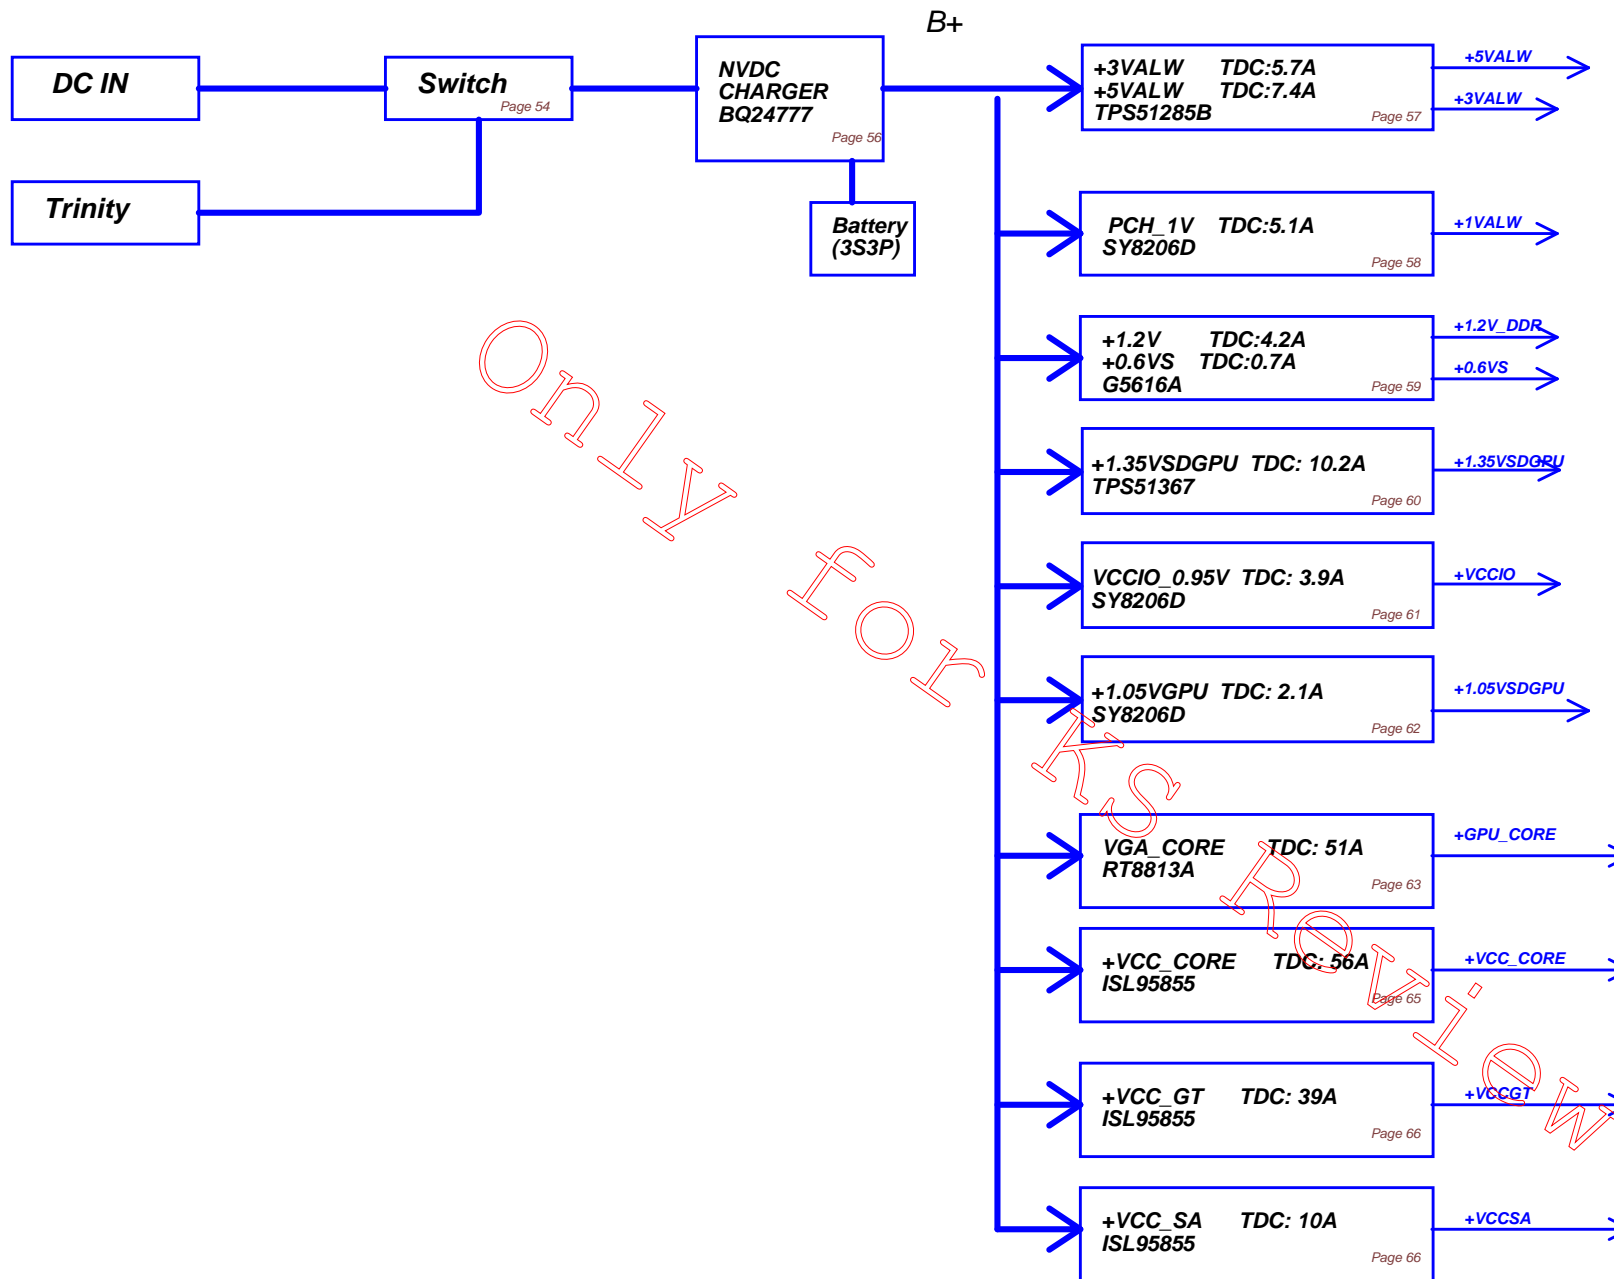 B+
DC IN
Switch
Page 54
Trinity
NVDC
CHARGER
BQ24777
Page 56
Battery
(3S3P)
+3VALW TDC:5.7A
+5VALW TDC:7.4A
TPS51285B
Page 57
+5VALW
+3VALW
PCH_1V TDC:5.1A
SY8206D
Page 58
+1VALW
+1.2V TDC:4.2A
+0.6VS TDC:0.7A
G5616A
Page 59
+1.2V_DDR
+0.6VS
+1.35VSDGPU TDC: 10.2A
TPS51367
Page 60
+1.35VSDGPU
VCCIO_0.95V TDC: 3.9A
SY8206D
Page 61
+VCCIO
+1.05VGPU TDC: 2.1A
SY8206D
Page 62
+1.05VSDGPU
VGA_CORE TDC: 51A
RT8813A
Page 63
+GPU_CORE
+VCC_CORE TDC: 56A
ISL95855
Page 65
+VCC_CORE
+VCC_GT TDC: 39A
ISL95855
Page 66
+VCCGT
+VCC_SA TDC: 10A
ISL95855
Page 66
+VCCSA
Only for KS Review